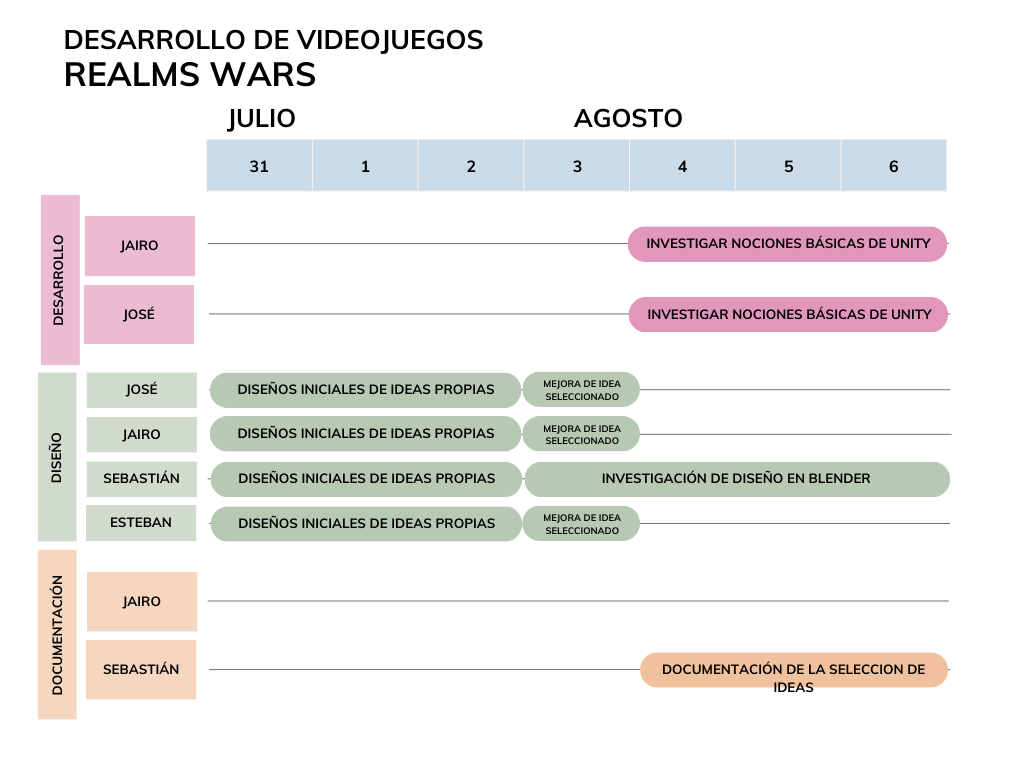 DESARROLLO DE VIDEOJUEGOS
REALMS WARS
JULIO AGOSTO
31 1 2 3 4 5 6
DESARROLLO
JAIRO INVESTIGAR NOCIONES BÁSICAS DE UNITY
JOSÉ INVESTIGAR NOCIONES BÁSICAS DE UNITY
DISEÑO
JOSÉ DISEÑOS INICIALES DE IDEAS PROPIAS MEJORA DE IDEA
SELECCIONADO
JAIRO DISEÑOS INICIALES DE IDEAS PROPIAS MEJORA DE IDEA
SELECCIONADO
SEBASTIÁN DISEÑOS INICIALES DE IDEAS PROPIAS INVESTIGACIÓN DE DISEÑO EN BLENDER
ESTEBAN DISEÑOS INICIALES DE IDEAS PROPIAS MEJORA DE IDEA
SELECCIONADO
DOCUMENTACIÓN
JAIRO
SEBASTIÁN DOCUMENTACIÓN DE LA SELECCION DE
IDEAS